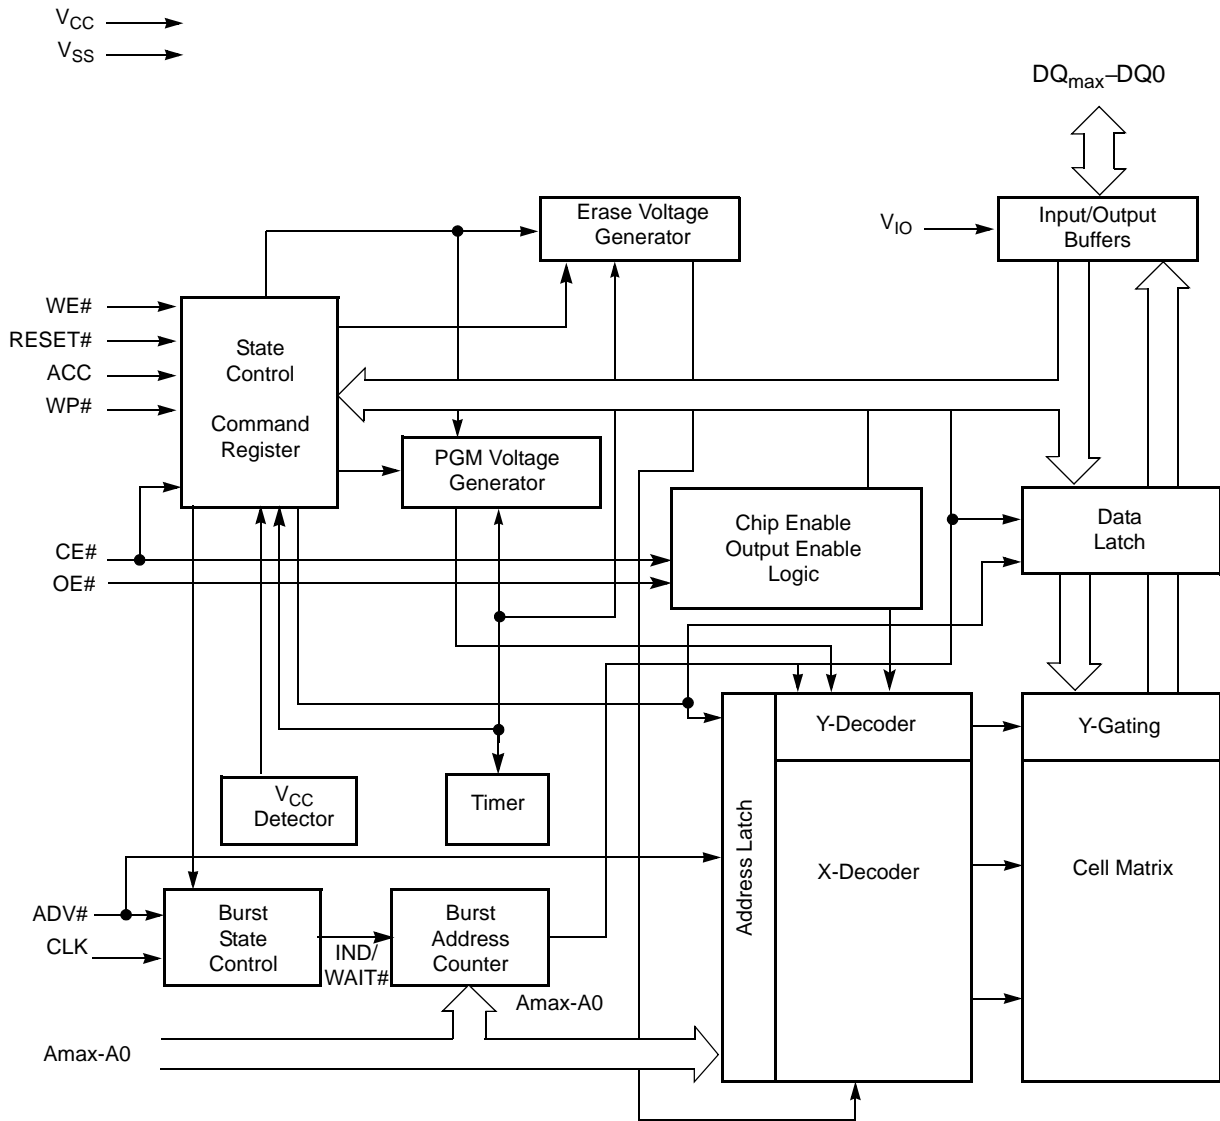 VCC
VSS
DQmax–DQ0
Erase Voltage
Generator
VIO
Input/Output
Buffers
WE#
RESET#
ACC
WP#
State
Control
Command
Register
PGM Voltage
Generator
CE#
OE#
Chip Enable
Output Enable
Logic
Data
Latch
Y-Decoder
Y-Gating
VCC
Detector
Timer
Address Latch
X-Decoder
Cell Matrix
ADV#
CLK
Burst
State
Control
IND/
WAIT#
Burst
Address
Counter
Amax-A0
Amax-A0